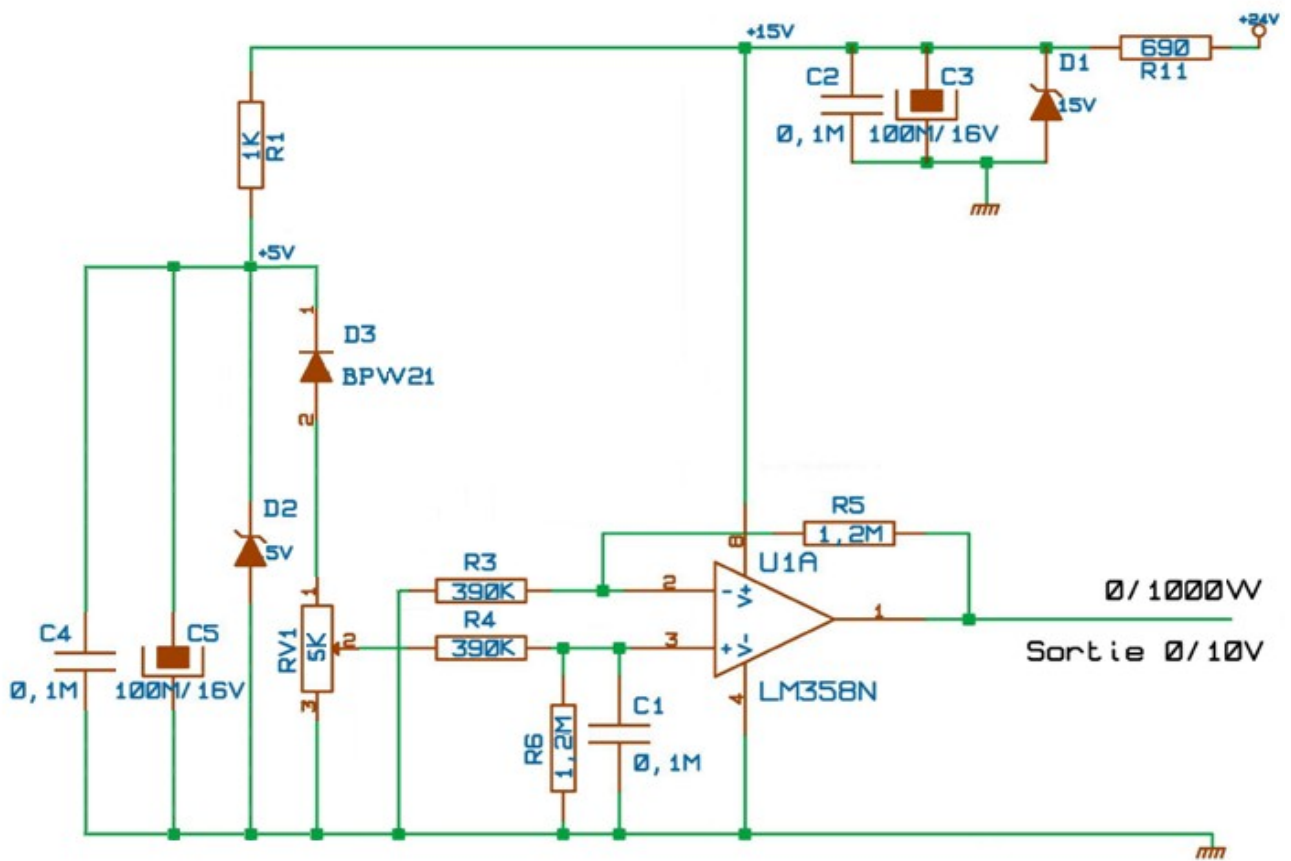 +24V
+15V
690
R11
D1
15V
C2
0,1M
C3
100M/16V
1K
R1
+5V
1
D3
BPW21
2
D2
5V
R5
1,2M
8
U1A
R3
390K
2
-
V+
0/1000W
1
Sortie 0/10V
C4
0,1M
C5
100M/16V
1
RV1
5K
2
3
R4
390K
3
+
V-
4
LM358N
R6
1,2M
C1
0,1M